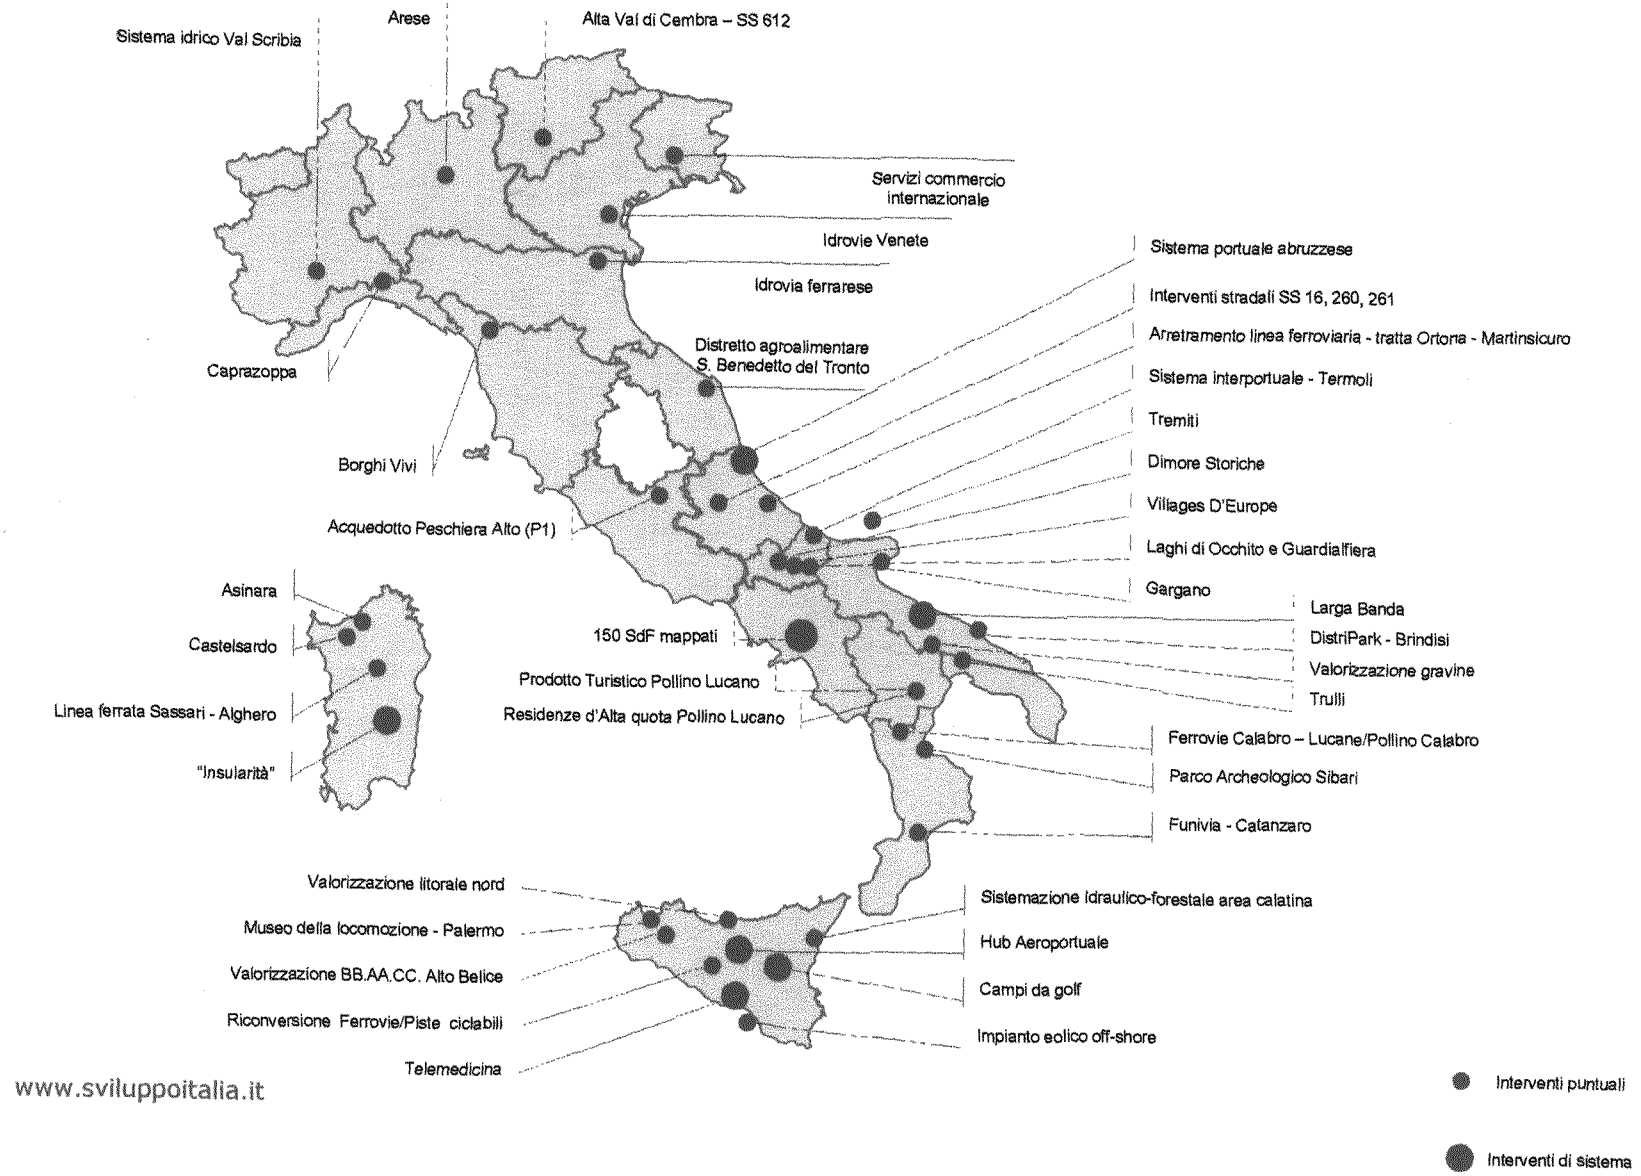 Arese
Alta Val di Cembra – SS 612
Sistema idrico Val Scribia
Servizi commercio
internazionale
Idrovie Venete
Sistema portuale abruzzese
Idrovia ferrarese
Interventi stradali SS 16, 260, 261
Arretramento linea ferroviaria - tratta Ortona - Martinsicuro
Distretto agroalimentare
S. Benedetto del Tronto
Caprazoppa
Sistema interportuale - Termoli
Tremiti
Borghi Vivi
Dimore Storiche
Villages D'Europe
Acquedotto Peschiera Alto (P1)
Laghi di Occhito e Guardialfiera
Asinara
Gargano
Larga Banda
Castelsardo
150 SdF mappati
DistriPark - Brindisi
Valorizzazione gravine
Prodotto Turistico Pollino Lucano
Trulli
Linea ferrata Sassari - Alghero
Residenze d'Alta quota Pollino Lucano
Ferrovie Calabro – Lucane/Pollino Calabro
"Insularità"
Parco Archeologico Sibari
Funivia - Catanzaro
Valorizzazione litorale nord
Sistemazione Idraulico-forestale area calatina
Museo della locomozione - Palermo
Hub Aeroportuale
Valorizzazione BB.AA.CC. Alto Belice
Campi da golf
Riconversione Ferrovie/Piste ciclabili
Impianto eolico off-shore
Telemedicina
www.sviluppoitalia.it
Interventi puntuali
Interventi di sistema